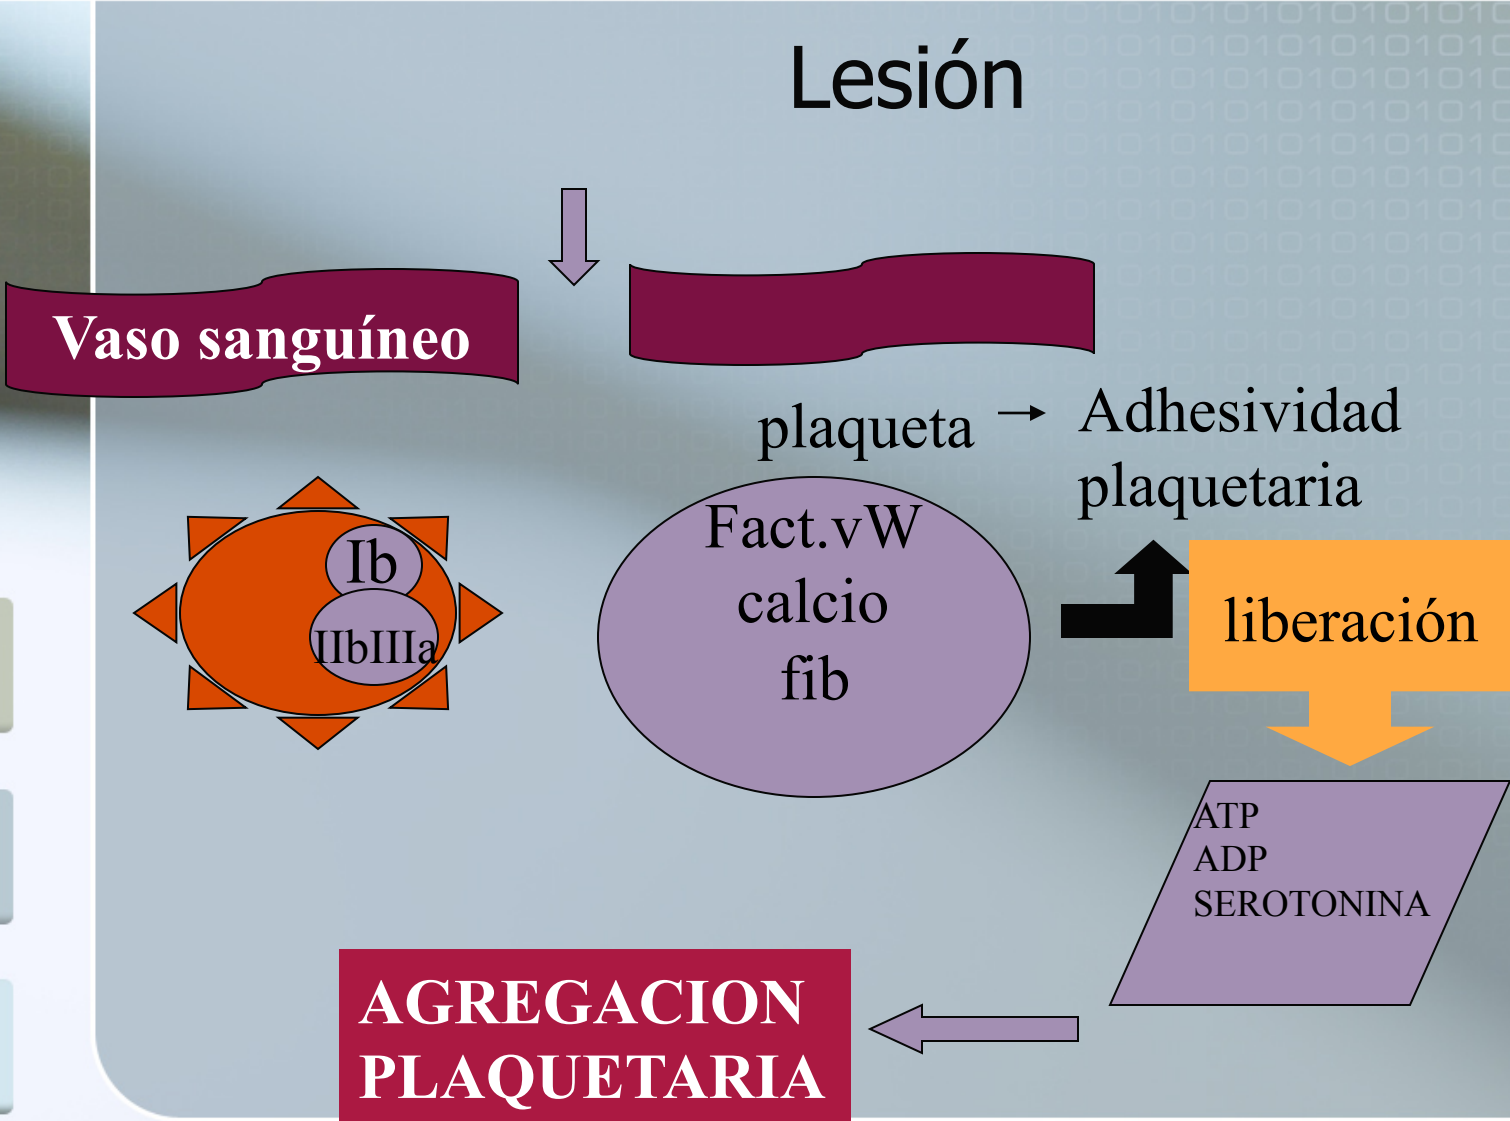 Lesión
Vaso sanguíneo
plaqueta
Adhesividad
plaquetaria
Ib
IIbIIIa
Fact.vW
calcio
fib
liberación
ATP
ADP
SEROTONINA
AGREGACION
PLAQUETARIA